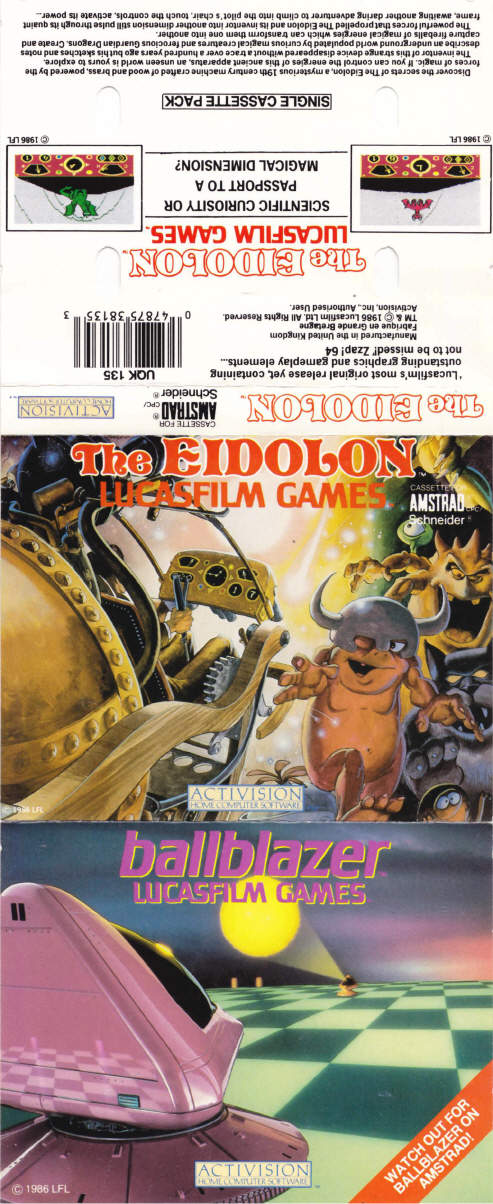 Discover the secrets of The Eidolon, a mysterious 19th century machine crafted of wood and brass, powered by the
forces of magic. If you can control the energies of this ancient apparatus, an unseen world is yours to explore.
The inventor of this strange device disappeared without a trace over a hundred years ago but his sketches and notes
describe an underground world populated by curious magical creatures and ferocious Guardian Dragons. Create and
capture fireballs of magical energies which can transform them one into another.
The powerful forces that propelled The Eidolon and its inventor into another dimension still pulse through its quaint
frame, awaiting another daring adventurer to climb into the pilot's chair, touch the controls, activate its power...
SINGLE CASSETTE PACK
© 1986 LFL
© 1986 LFL
SCIENTIFIC CURIOSITY OR
PASSPORT TO A
MAGICAL DIMENSION?
The EIDOLON™
LUCASFILM GAMES™
'Lucasfilm's most original release yet, containing
outstanding graphics and gameplay elements...
not to be missed!' Zzap! 64
Manufactured in the United Kingdom
Fabriqué en Grande Bretagne
TM & © 1986 Lucasfilm Ltd. All Rights Reserved.
Activision, Inc., Authorised User.
UQK 135
0 47875 38135 3
The EIDOLON™
CASSETTE FOR
AMSTRAD CPC/®
Schneider®
ACTIVISION
HOME COMPUTER SOFTWARE
The EIDOLON™
LUCASFILM GAMES™
CASSETTE FOR
AMSTRAD CPC/
Schneider®
© 1986 LFL
ACTIVISION
HOME COMPUTER SOFTWARE
ballblazer™
LUCASFILM GAMES
WATCH OUT FOR
BALLBLAZER ON
AMSTRAD!
© 1986 LFL
ACTIVISION
HOME COMPUTER SOFTWARE